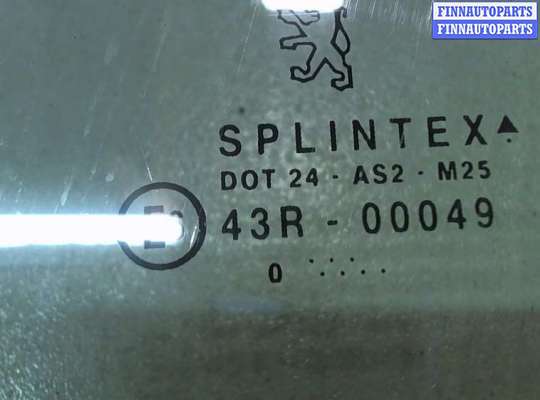 FINNAUTOPARTS
FINNAUTOPARTS
SPLINTEX
DOT 24 - AS2 - M25
E 43R - 00049
0